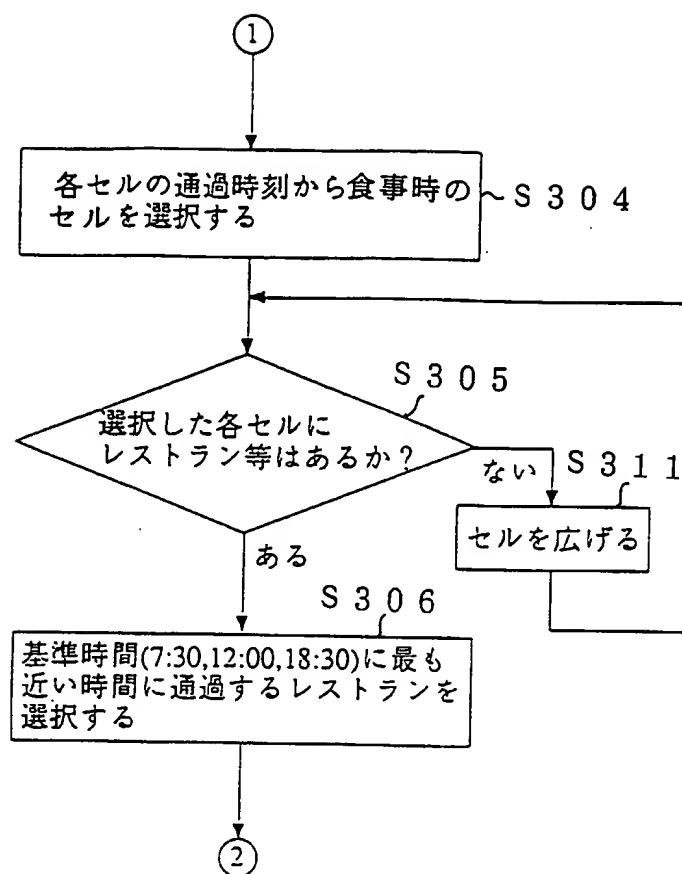 1
各セルの通過時刻から食事時の
セルを選択する
～S304
S305
選択した各セルに
レストラン等はあるか?
ない
S311
セルを広げる
ある
S306
基準時間(7:30,12:00,18:30)に最も
近い時間に通過するレストランを
選択する
2